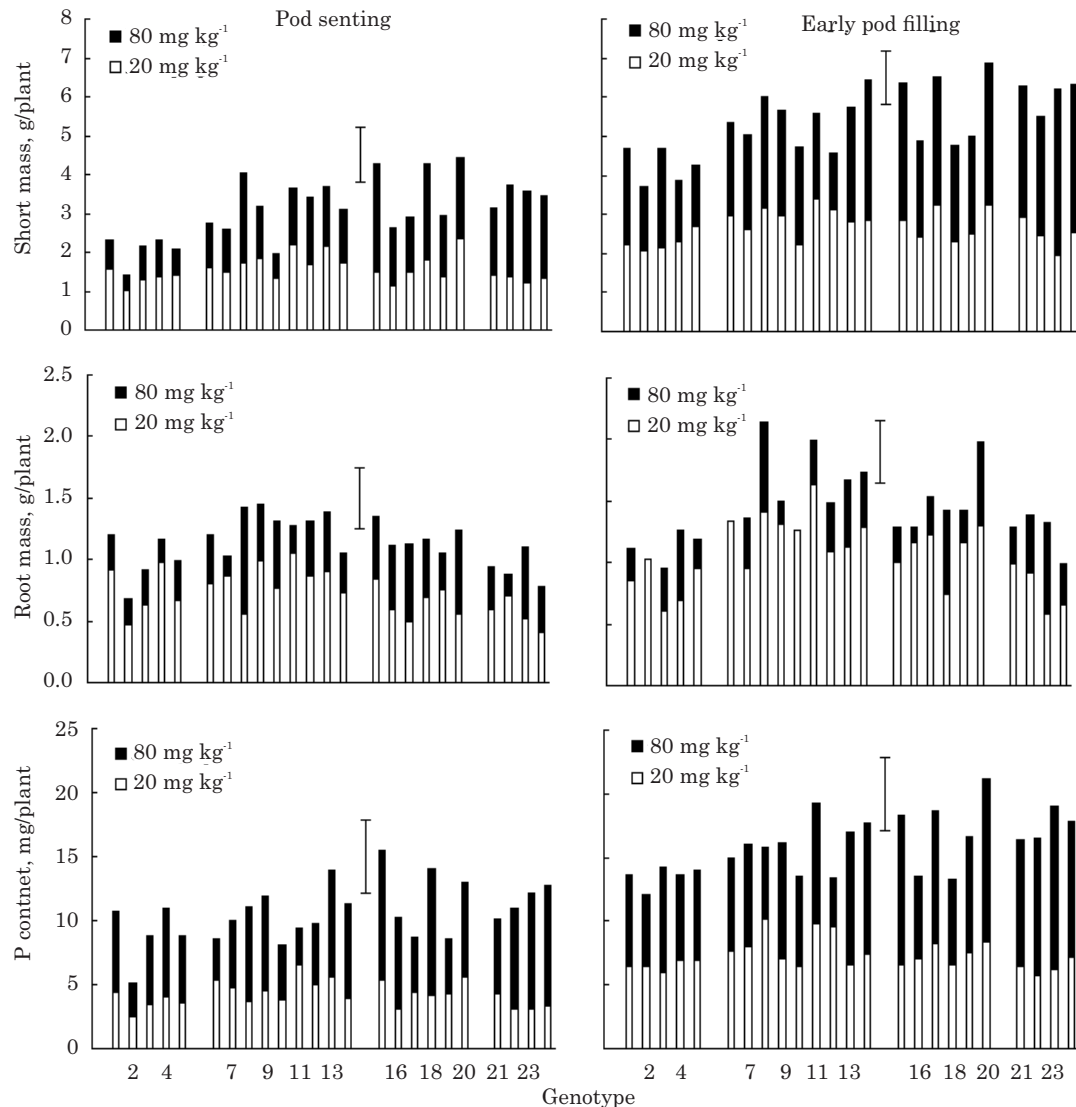 Pod senting
Early pod filling
8
7
6
5
4
3
2
1
0
Short mass, g/plant
80 mg kg⁻¹
20 mg kg⁻¹
80 mg kg⁻¹
20 mg kg⁻¹
2.5
2.0
1.5
1.0
0.5
0.0
Root mass, g/plant
80 mg kg⁻¹
20 mg kg⁻¹
80 mg kg⁻¹
20 mg kg⁻¹
25
20
15
10
5
0
P contnet, mg/plant
80 mg kg⁻¹
20 mg kg⁻¹
80 mg kg⁻¹
20 mg kg⁻¹
2 4 7 9 11 13 16 18 20 21 23
2 4 7 9 11 13 16 18 20 21 23
Genotype